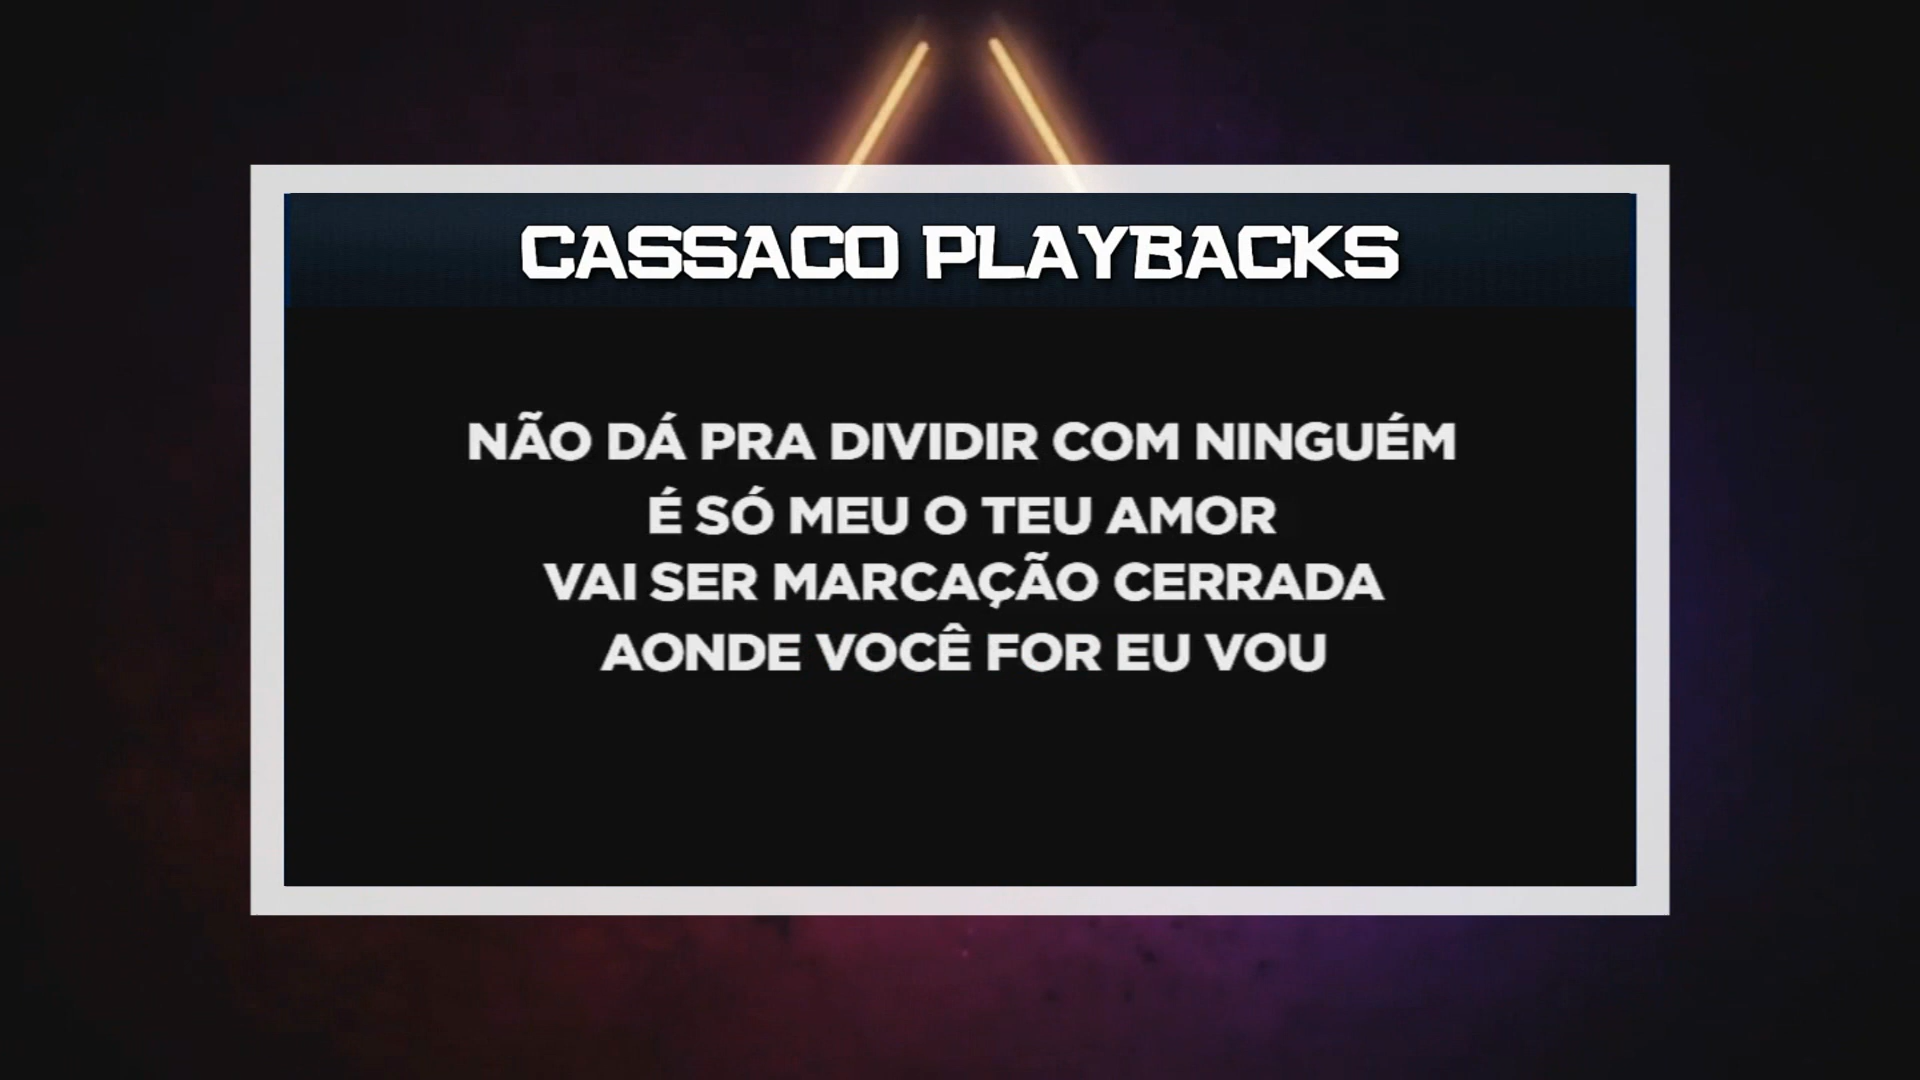 CASSACO PLAYBACKS
NÃO DÁ PRA DIVIDIR COM NINGUÉM
É SÓ MEU O TEU AMOR
VAI SER MARCAÇÃO CERRADA
AONDE VOCÊ FOR EU VOU